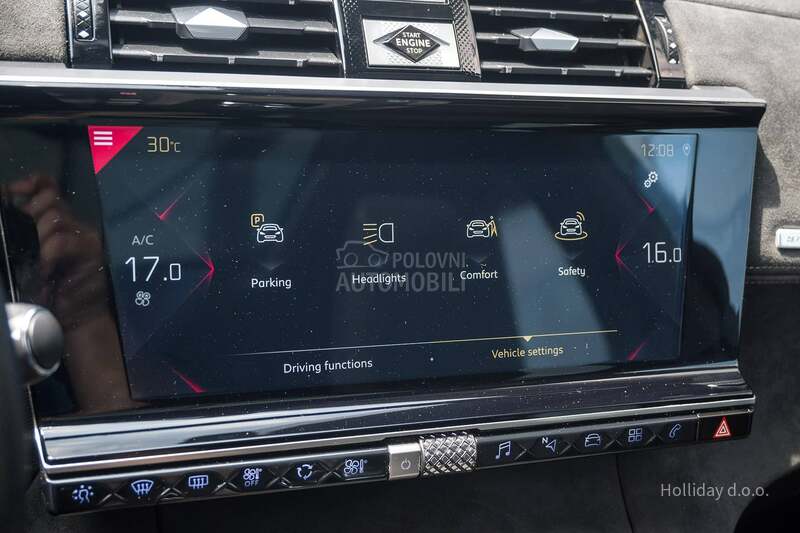 START
ENGINE
STOP
30°C
12:08
P
A/C
17.0
16.0
Parking
Headlights
Comfort
Safety
POLOVNI
AUTOMOBILI
Driving functions
Vehicle settings
OFF
N
Holliday d.o.o.